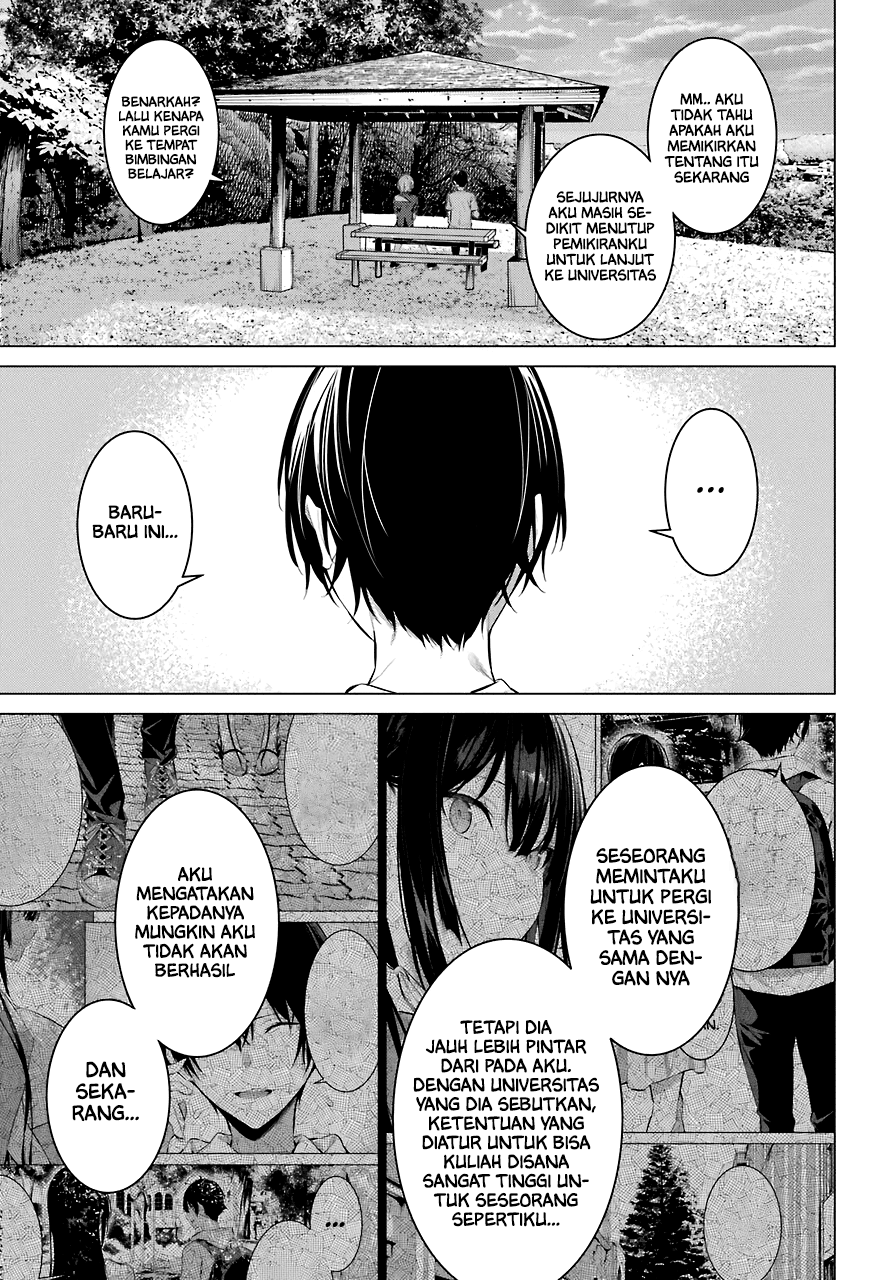 MM.. AKU
TIDAK TAHU
APAKAH AKU
MEMIKIRKAN
TENTANG ITU
SEKARANG
SEJUJURNYA
AKU MASIH SE-
DIKIT MENUTUP
PEMIKIRANKU
UNTUK LANJUT
KE UNIVERSITAS
BENARKAH?
LALU KENAPA
KAMU PERGI
KE TEMPAT
BIMBINGAN
BELAJAR?
...
BARU-
BARU INI...
SESEORANG
MEMINTAKU
UNTUK PERGI
KE UNIVERSI-
TAS YANG
SAMA DEN-
GAN NYA
TETAPI DIA
JAUH LEBIH PINTAR
DARI PADA AKU.
DENGAN UNIVERSITAS
YANG DIA SEBUTKAN,
KETENTUAN YANG
DIATUR UNTUK BISA
KULIAH DISANA
SANGAT TINGGI UN-
TUK SESEORANG
SEPERTIKU...
AKU
MENGATAKAN
KEPADANYA
MUNGKIN AKU
TIDAK AKAN
BERHASIL
DAN
SEKA-
RANG...
...